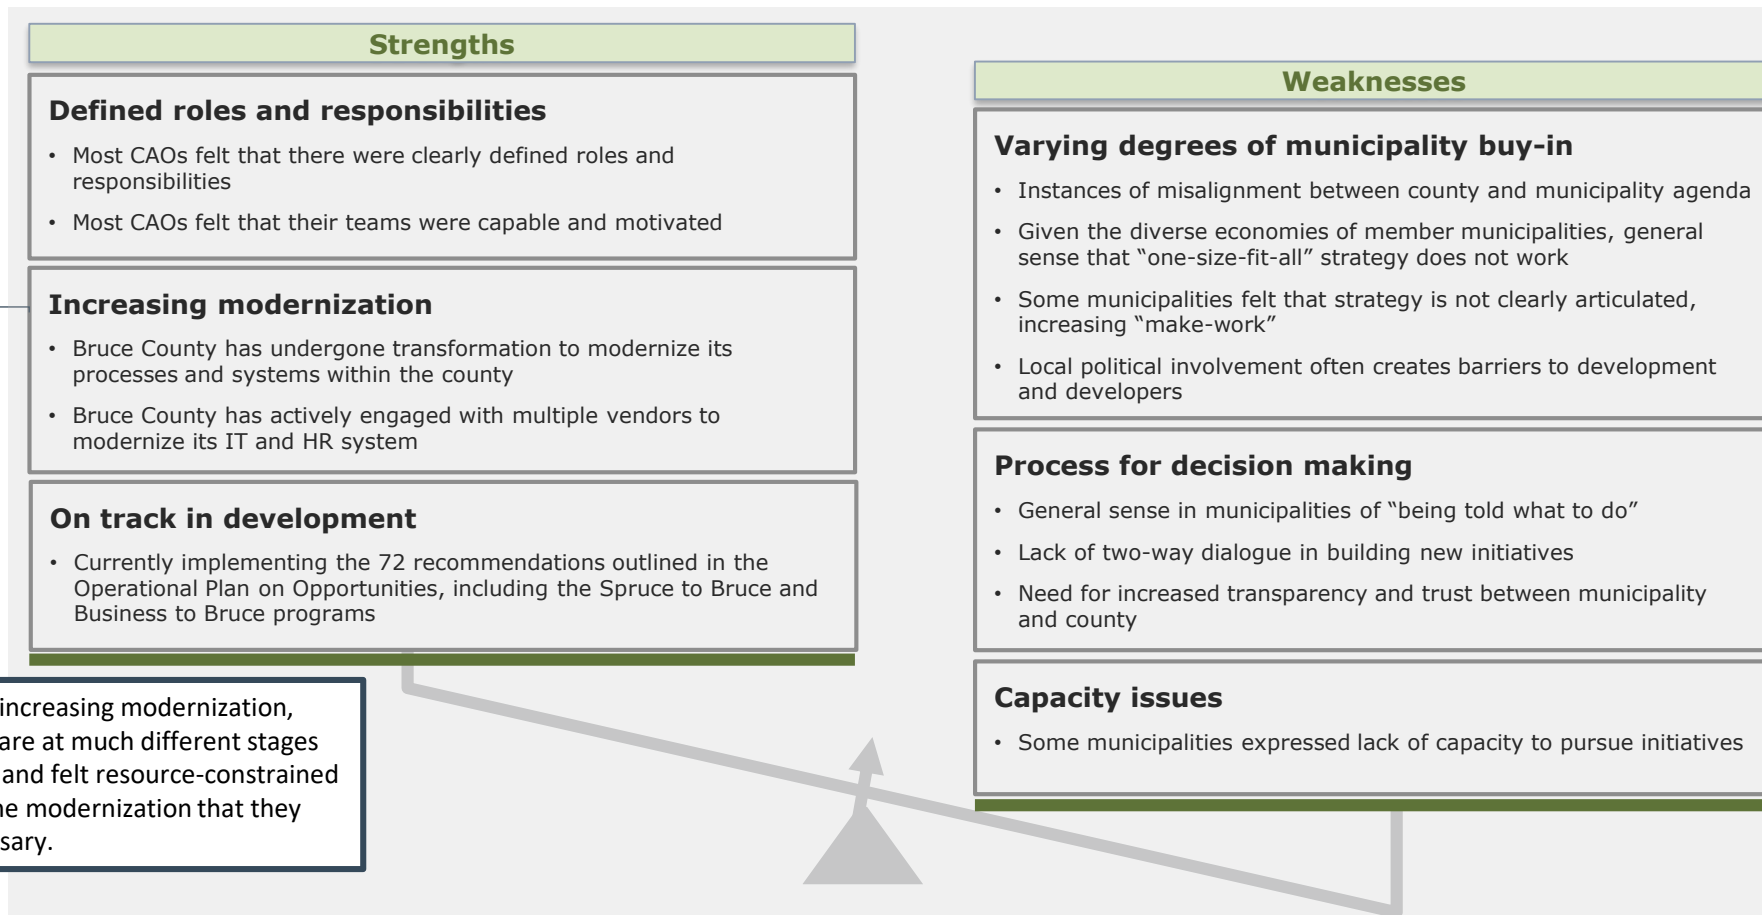 Strengths
Defined roles and responsibilities
• Most CAOs felt that there were clearly defined roles and
responsibilities
• Most CAOs felt that their teams were capable and motivated
Increasing modernization
• Bruce County has undergone transformation to modernize its
processes and systems within the county
• Bruce County has actively engaged with multiple vendors to
modernize its IT and HR system
On track in development
• Currently implementing the 72 recommendations outlined in the
Operational Plan on Opportunities, including the Spruce to Bruce and
Business to Bruce programs
increasing modernization,
are at much different stages
and felt resource-constrained
modernization that they
Weaknesses
Varying degrees of municipality buy-in
• Instances of misalignment between county and municipality agenda
• Given the diverse economies of member municipalities, general
sense that “one-size-fit-all” strategy does not work
• Some municipalities felt that strategy is not clearly articulated,
increasing “make-work”
• Local political involvement often creates barriers to development
and developers
Process for decision making
• General sense in municipalities of “being told what to do”
• Lack of two-way dialogue in building new initiatives
• Need for increased transparency and trust between municipality
and county
Capacity issues
• Some municipalities expressed lack of capacity to pursue initiatives